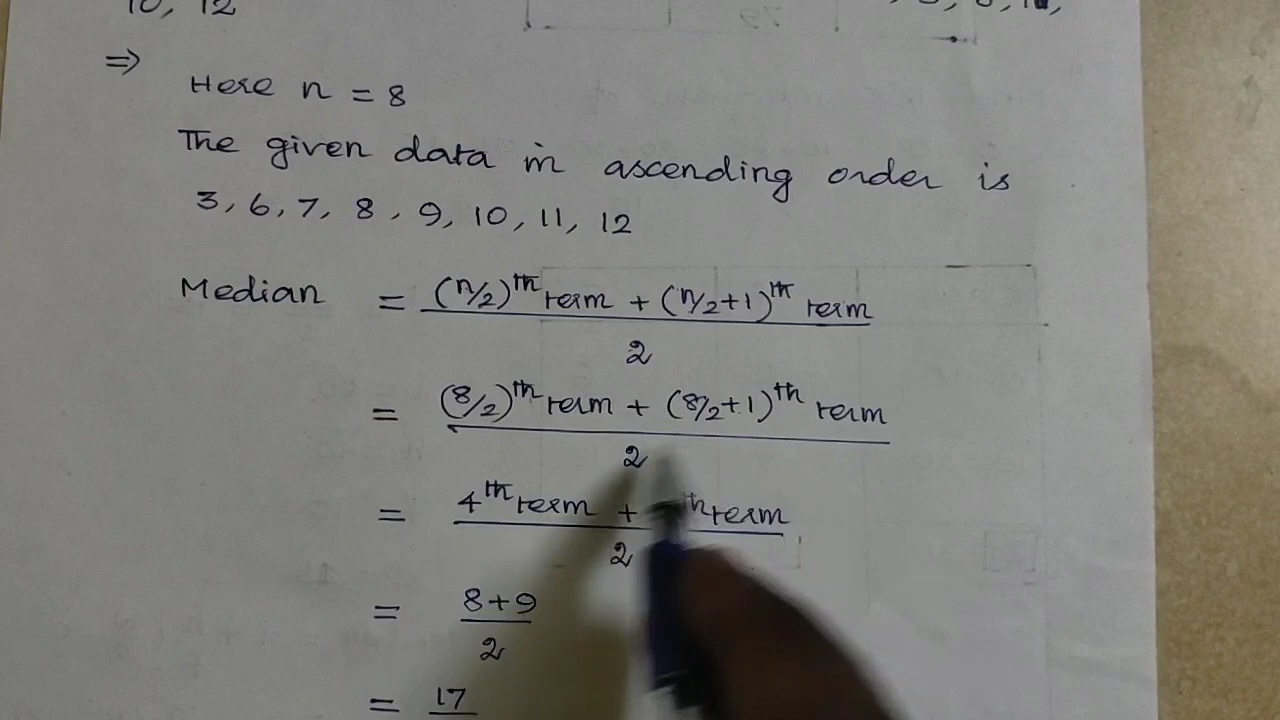 10, 12
⇒
Here n = 8
The given data in ascending order is
3, 6, 7, 8, 9, 10, 11, 12
Median = (n/2)th term + (n/2+1)th term
2
= (8/2)th term + (8/2+1)th term
2
= 4th term + th term
2
= 8+9
2
= 17